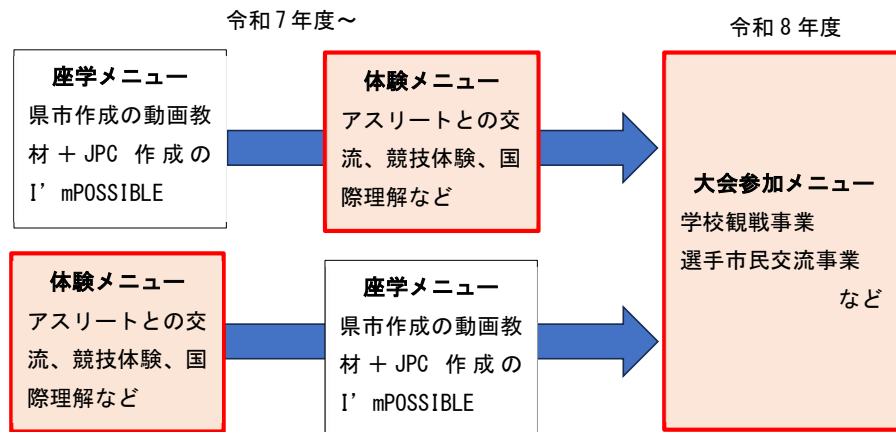 令和７年度～
令和８年度
座学メニュー
県市作成の動画教
材＋JPC 作成の
I’mPOSSIBLE
体験メニュー
アスリートとの交
流、競技体験、国
際理解など
大会参加メニュー
学校観戦事業
選手市民交流事業
など
体験メニュー
アスリートとの交
流、競技体験、国
際理解など
座学メニュー
県市作成の動画教
材＋JPC 作成の
I’mPOSSIBLE